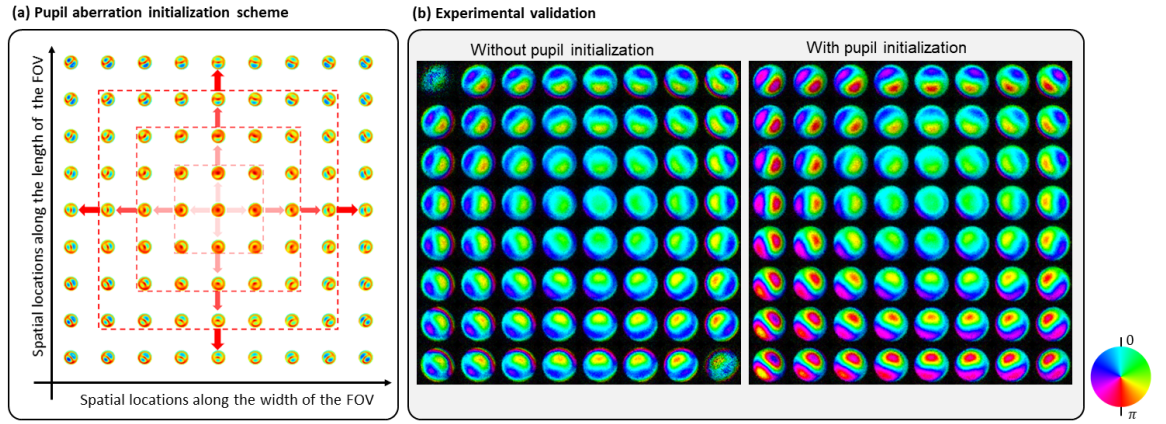 (a) Pupil aberration initialization scheme
Spatial locations along the length of the FOV
Spatial locations along the width of the FOV
(b) Experimental validation
Without pupil initialization
With pupil initialization
0
π